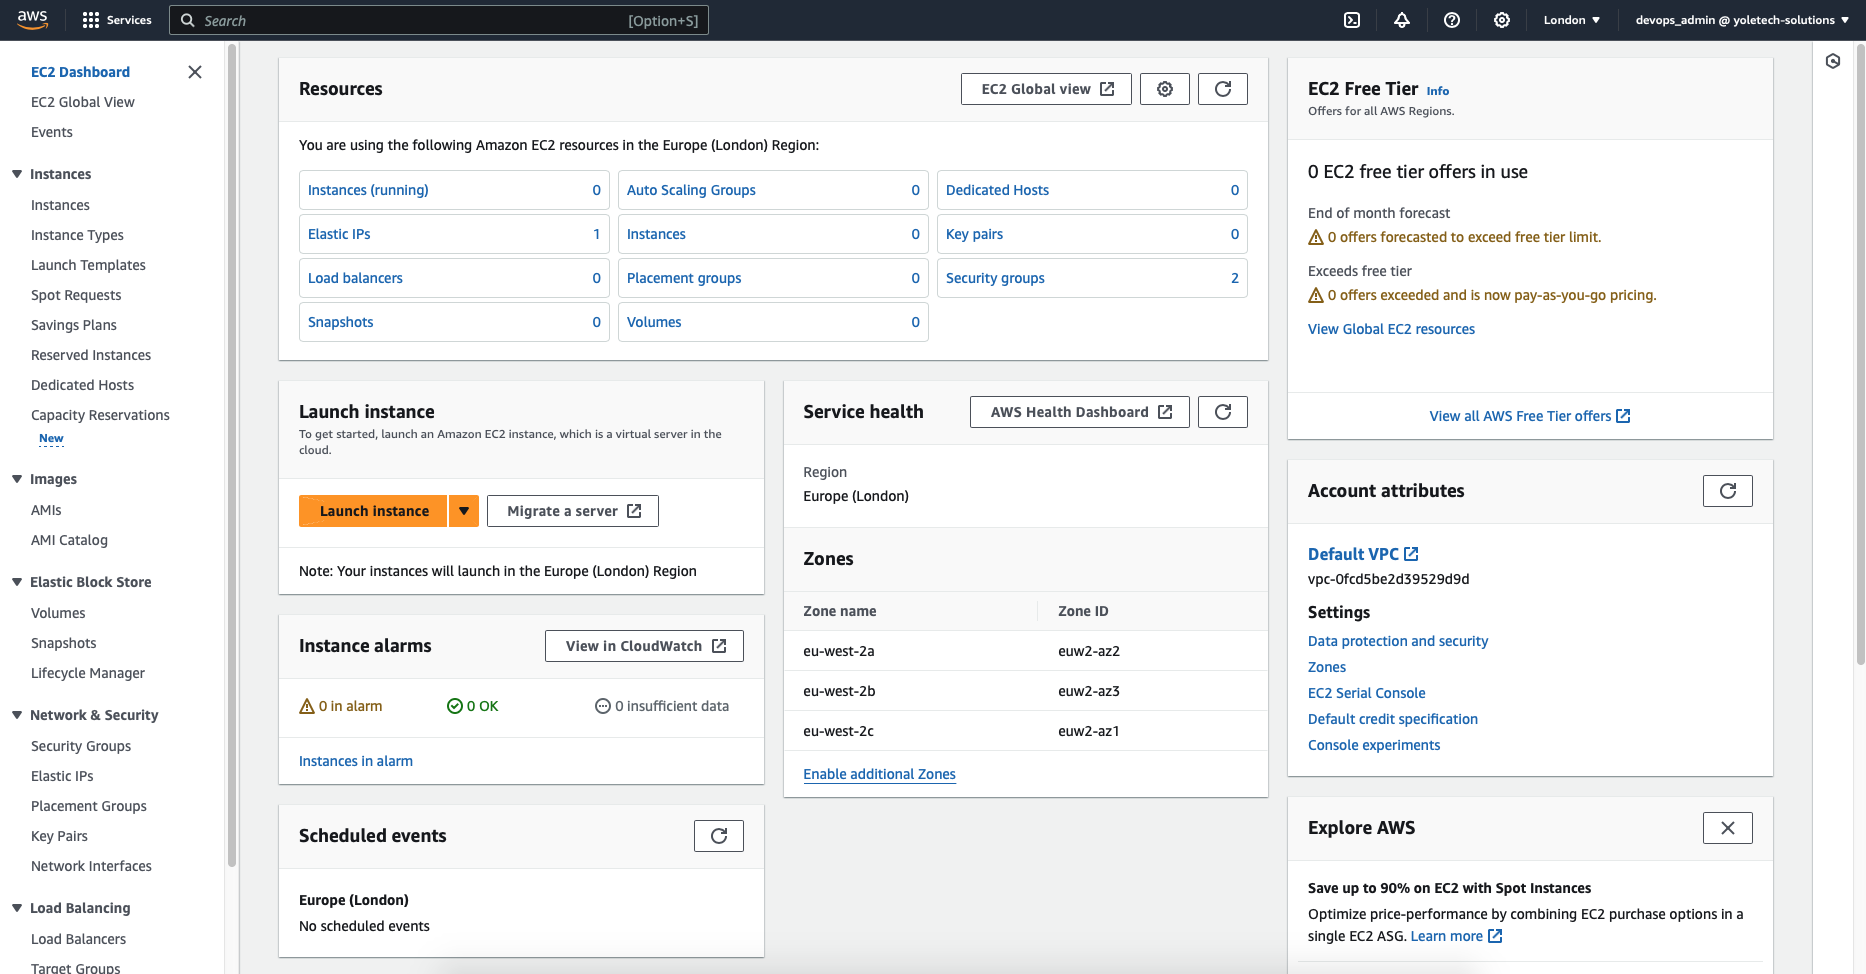 aws
Services
Search
[Option+S]
London
devops_admin @ yoletech-solutions
EC2 Dashboard
EC2 Global View
Events
Instances
Instances
Instance Types
Launch Templates
Spot Requests
Savings Plans
Reserved Instances
Dedicated Hosts
Capacity Reservations
New
Images
AMIs
AMI Catalog
Elastic Block Store
Volumes
Snapshots
Lifecycle Manager
Network & Security
Security Groups
Elastic IPs
Placement Groups
Key Pairs
Network Interfaces
Load Balancing
Load Balancers
Target Groups
Resources
EC2 Global view
You are using the following Amazon EC2 resources in the Europe (London) Region:
Instances (running) 0
Auto Scaling Groups 0
Dedicated Hosts 0
Elastic IPs 1
Instances 0
Key pairs 0
Load balancers 0
Placement groups 0
Security groups 2
Snapshots 0
Volumes 0
Launch instance
To get started, launch an Amazon EC2 instance, which is a virtual server in the
cloud.
Launch instance
Migrate a server
Note: Your instances will launch in the Europe (London) Region
Instance alarms
View in CloudWatch
0 in alarm
0 OK
0 insufficient data
Instances in alarm
Scheduled events
Europe (London)
No scheduled events
Service health
AWS Health Dashboard
Region
Europe (London)
Zones
Zone name Zone ID
eu-west-2a euw2-az2
eu-west-2b euw2-az3
eu-west-2c euw2-az1
Enable additional Zones
EC2 Free Tier Info
Offers for all AWS Regions.
0 EC2 free tier offers in use
End of month forecast
0 offers forecasted to exceed free tier limit.
Exceeds free tier
0 offers exceeded and is now pay-as-you-go pricing.
View Global EC2 resources
View all AWS Free Tier offers
Account attributes
Default VPC
vpc-0fcd5be2d39529d9d
Settings
Data protection and security
Zones
EC2 Serial Console
Default credit specification
Console experiments
Explore AWS
Save up to 90% on EC2 with Spot Instances
Optimize price-performance by combining EC2 purchase options in a
single EC2 ASG. Learn more